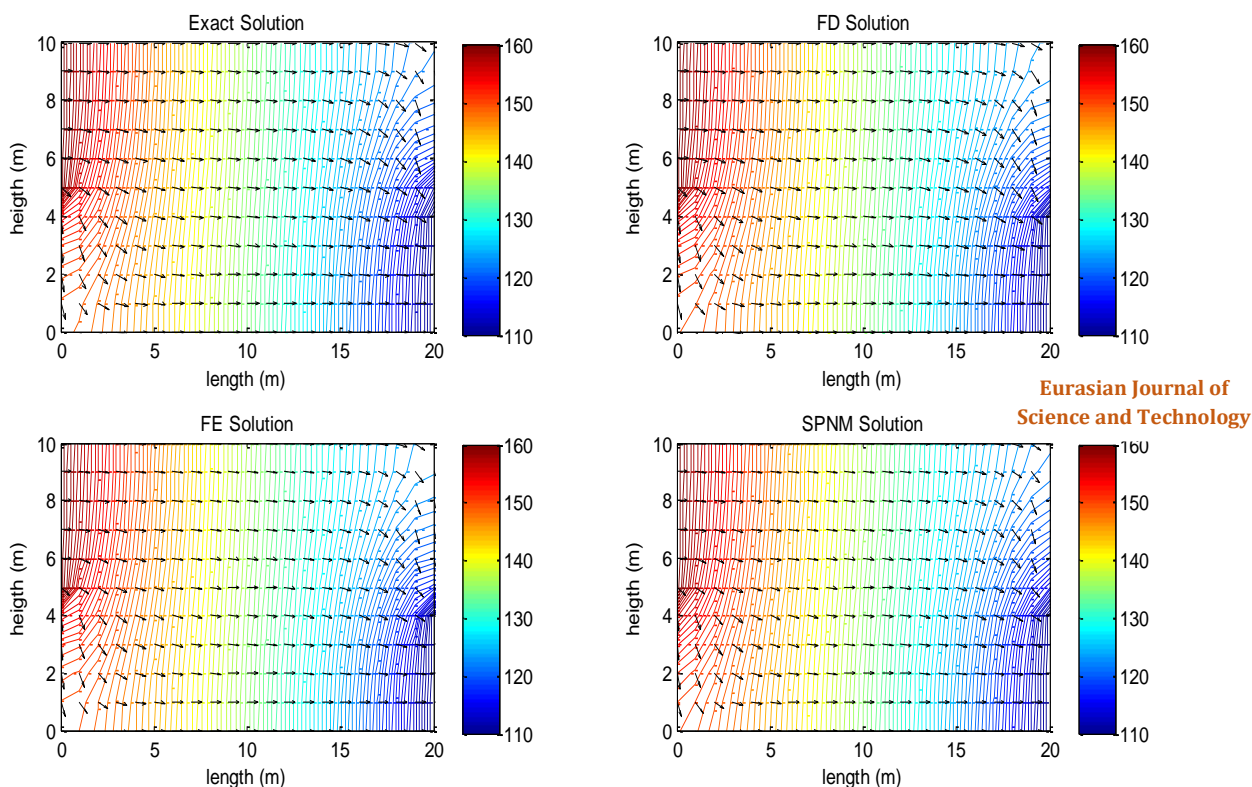 Exact Solution
10
8
6
4
2
0
heigth (m)
0 5 10 15 20
length (m)
160
150
140
130
120
110
FD Solution
10
8
6
4
2
0
heigth (m)
0 5 10 15 20
length (m)
160
150
140
130
120
110
Eurasian Journal of
Science and Technology
FE Solution
10
8
6
4
2
0
heigth (m)
0 5 10 15 20
length (m)
160
150
140
130
120
110
SPNM Solution
10
8
6
4
2
0
heigth (m)
0 5 10 15 20
length (m)
160
150
140
130
120
110